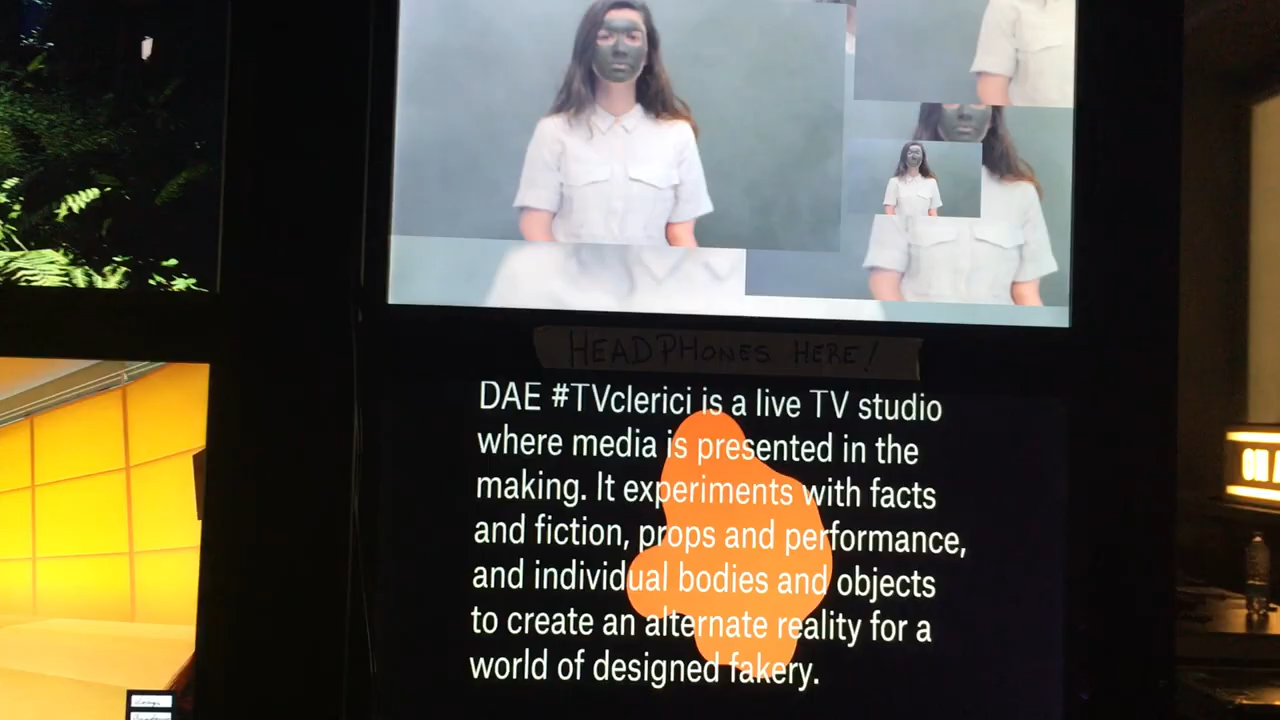 HEADPHONES HERE!
DAE #TVclerici is a live TV studio
where media is presented in the
making. It experiments with facts
and fiction, props and performance,
and individual bodies and objects
to create an alternate reality for a
world of designed fakery.
ON A